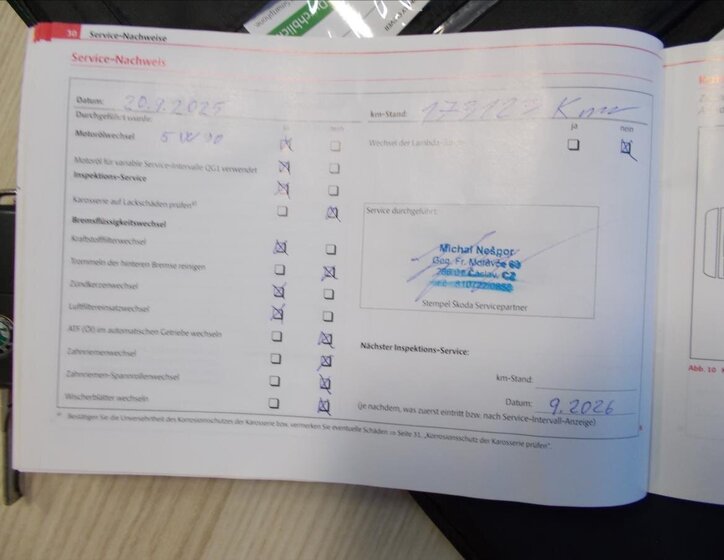 30 Service-Nachweise
Service-Nachweis
Datum: 20.9.2025
km-Stand: Km
Durchgeführt wurde:
ja nein
ja nein
Motorölwechsel 5W30
Wechsel der Lambda-
Motoröl für variable Service-Intervalle QG1 verwendet
Inspektions-Service
Karosserie auf Lackschäden prüfen
Bremsflüssigkeitswechsel
Kraftstofffilterwechsel
Trommeln der hinteren Bremse reinigen
Zündkerzenwechsel
Luftfiltereinsatzwechsel
ATF (Öl) im automatischen Getriebe wechseln
Zahnriemenwechsel
Zahnriemen-Spannrollenwechsel
Wischerblätter wechseln
Service durchgeführt:
Michal Nešpor
Čáslav, CZ
Stempel Skoda Servicepartner
Nächster Inspektions-Service:
km-Stand:
Datum: 9.2026
(je nachdem, was zuerst eintritt bzw. nach Service-Intervall-Anzeige)
Bestätigen Sie die Unversehrtheit des Korrosionsschutzes der Karosserie bzw. vermerken Sie eventuelle Schäden ⇒ Seite 31, „Korrosionsschutz der Karosserie prüfen".
Abb. 10